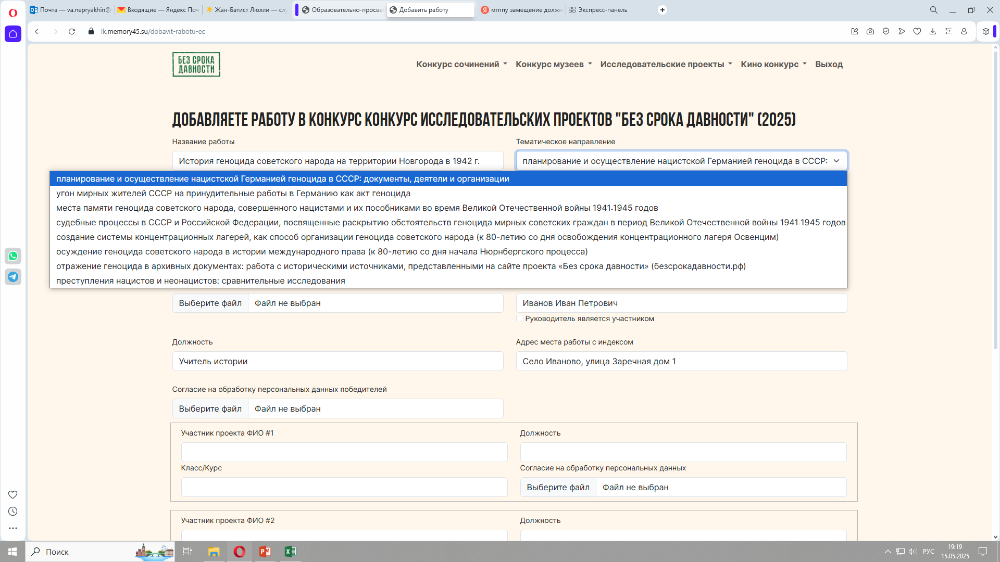 Почта — va.nepryakhin@
Входящие — Яндекс Поч
Жан-Батист Люлли — слу
Образовательно-просве
Добавить работу
мгппу замещение должн
Экспресс-панель
lk.memory45.su/dobavit-rabotu-ec
БЕЗ СРОКА
ДАВНОСТИ
Конкурс сочинений
Конкурс музеев
Исследовательские проекты
Кино конкурс
Выход
ДОБАВЛЯЕТЕ РАБОТУ В КОНКУРС КОНКУРС ИССЛЕДОВАТЕЛЬСКИХ ПРОЕКТОВ "БЕЗ СРОКА ДАВНОСТИ" (2025)
Название работы
Тематическое направление
История геноцида советского народа на территории Новгорода в 1942 г.
планирование и осуществление нацистской Германией геноцида в СССР:
планирование и осуществление нацистской Германией геноцида в СССР: документы, деятели и организации
угон мирных жителей СССР на принудительные работы в Германию как акт геноцида
места памяти геноцида советского народа, совершенного нацистами и их пособниками во время Великой Отечественной войны 1941-1945 годов
судебные процессы в СССР и Российской Федерации, посвященные раскрытию обстоятельств геноцида мирных советских граждан в период Великой Отечественной войны 1941-1945 годов
создание системы концентрационных лагерей, как способ организации геноцида советского народа (к 80-летию со дня освобождения концентрационного лагеря Освенцим)
осуждение геноцида советского народа в истории международного права (к 80-летию со дня начала Нюрнбергского процесса)
отражение геноцида в архивных документах: работа с историческими источниками, представленными на сайте проекта «Без срока давности» (безсрокадавности.рф)
преступления нацистов и неонацистов: сравнительные исследования
Выберите файл
Файл не выбран
Иванов Иван Петрович
Руководитель является участником
Должность
Адрес места работы с индексом
Учитель истории
Село Иваново, улица Заречная дом 1
Согласие на обработку персональных данных победителей
Выберите файл
Файл не выбран
Участник проекта ФИО #1
Должность
Класс/Курс
Согласие на обработку персональных данных
Выберите файл
Файл не выбран
Участник проекта ФИО #2
Должность
Поиск
РУС
19:19
15.05.2025